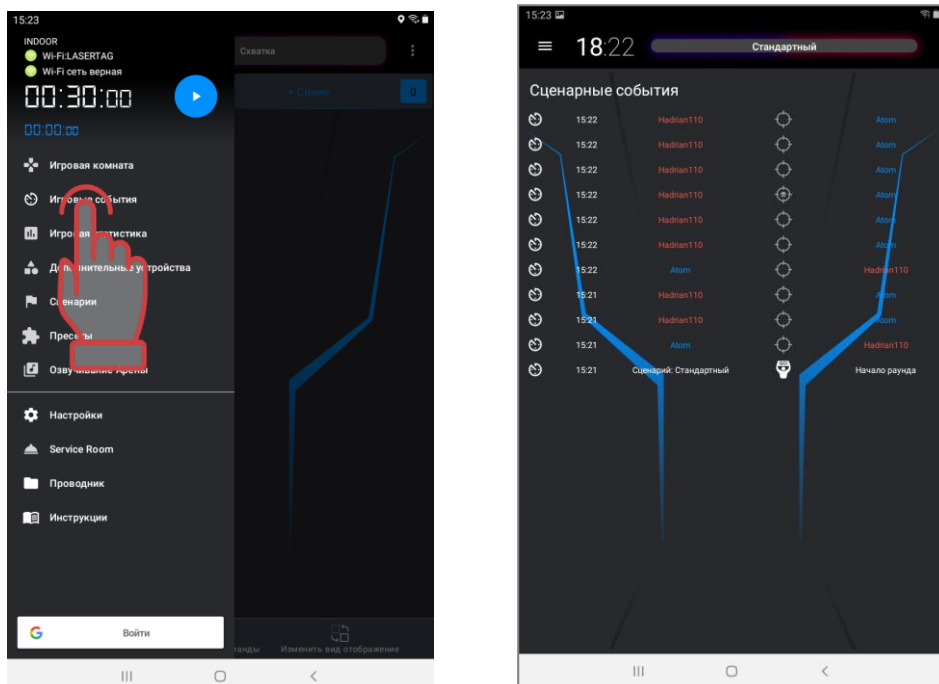 15:23
INDOOR
Wi-Fi:LASERTAG
Wi-Fi сеть верная
00:30:00
00:00:00
Игровая комната
Игровые события
Игровая статистика
Дополнительные устройства
Сценарии
Пресеты
Озвучивание Арены
Настройки
Service Room
Проводник
Инструкции
Войти
Схватка
+ Синие 0
Изменить вид отображение
15:23
18:22 Стандартный
Сценарные события
15:22 Hadrian110 Atom
15:22 Hadrian110 Atom
15:22 Hadrian110 Atom
15:22 Hadrian110 Atom
15:22 Hadrian110 Atom
15:22 Hadrian110 Atom
15:22 Atom Hadrian110
15:21 Hadrian110 Atom
15:21 Hadrian110 Atom
15:21 Atom Hadrian110
15:21 Сценарий: Стандартный Начало раунда